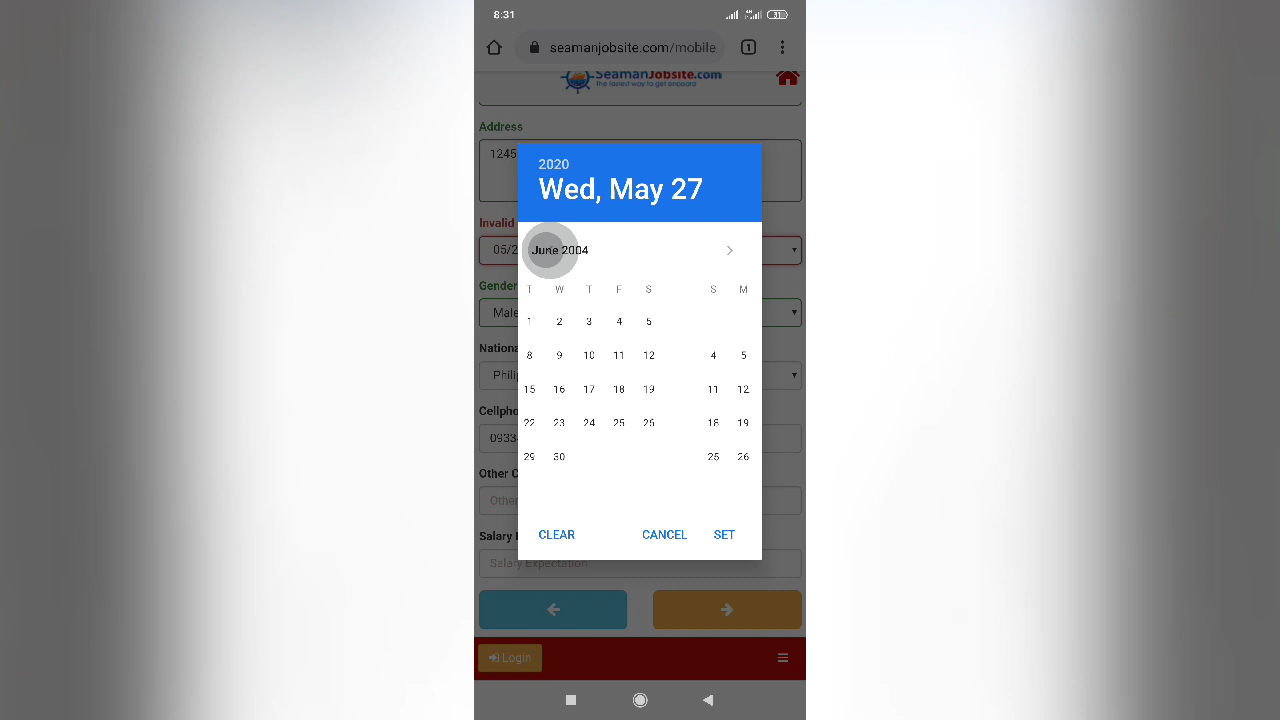 8:31
4G
31
seamanjobsite.com/mobile
1
SeamanJobsite.com
The fastest way to get onboard
Address
1245
2020
Wed, May 27
Invalid
05/2
June 2004
T W T F S S M
1 2 3 4 5
8 9 10 11 12 4 5
15 16 17 18 19 11 12
22 23 24 25 26 18 19
29 30 25 26
Gender
Male
Nationa
Philip
Cellpho
0933
Other C
Other
CLEAR CANCEL SET
Salary
Salary Expectation
Login